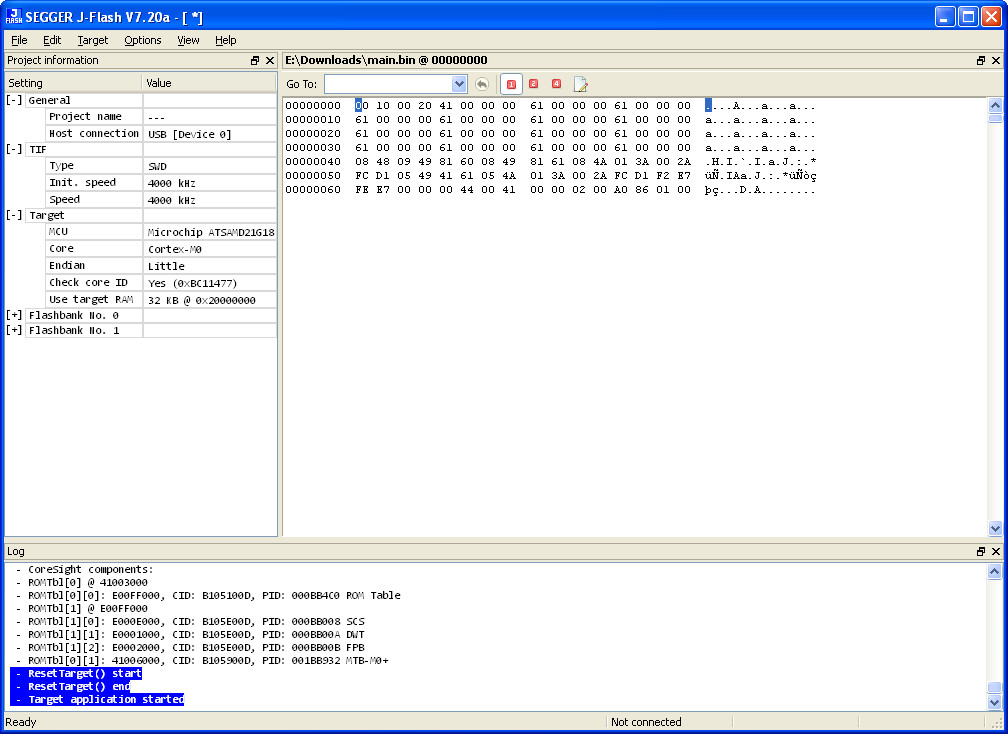 SEGGER J-Flash V7.20a - [ *]
File Edit Target Options View Help
Project information
Setting Value
[-] General
Project name ---
Host connection USB [Device 0]
[-] TIF
Type SWD
Init. speed 4000 kHz
Speed 4000 kHz
[-] Target
MCU Microchip ATSAMD21G18
Core Cortex-M0
Endian Little
Check core ID Yes (0xBC11477)
Use target RAM 32 KB @ 0x20000000
[+] Flashbank No. 0
[+] Flashbank No. 1
E:\Downloads\main.bin @ 00000000
Go To: 1 2 4
00000000 00 10 00 20 41 00 00 00 61 00 00 00 61 00 00 00 ....A...a...a...
00000010 61 00 00 00 61 00 00 00 61 00 00 00 61 00 00 00 a...a...a...a...
00000020 61 00 00 00 61 00 00 00 61 00 00 00 61 00 00 00 a...a...a...a...
00000030 61 00 00 00 61 00 00 00 61 00 00 00 61 00 00 00 a...a...a...a...
00000040 08 48 09 49 81 60 08 49 81 61 08 4A 01 3A 00 2A .H.I.`.I.a.J.:.*
00000050 FC D1 05 49 41 61 05 4A 01 3A 00 2A FC D1 F2 E7 üÑ.IAa.J.:.*üÑòç
00000060 FE E7 00 00 00 44 00 41 00 00 02 00 A0 86 01 00 þç...D.A........
Log
- CoreSight components:
- ROMTbl[0] @ 41003000
- ROMTbl[0][0]: E00FF000, CID: B105100D, PID: 000BB4C0 ROM Table
- ROMTbl[1] @ E00FF000
- ROMTbl[1][0]: E000E000, CID: B105E00D, PID: 000BB008 SCS
- ROMTbl[1][1]: E0001000, CID: B105E00D, PID: 000BB00A DWT
- ROMTbl[1][2]: E0002000, CID: B105E00D, PID: 000BB00B FPB
- ROMTbl[0][1]: 41006000, CID: B105900D, PID: 001BB932 MTB-M0+
- ResetTarget() start
- ResetTarget() end
- Target application started
Ready Not connected